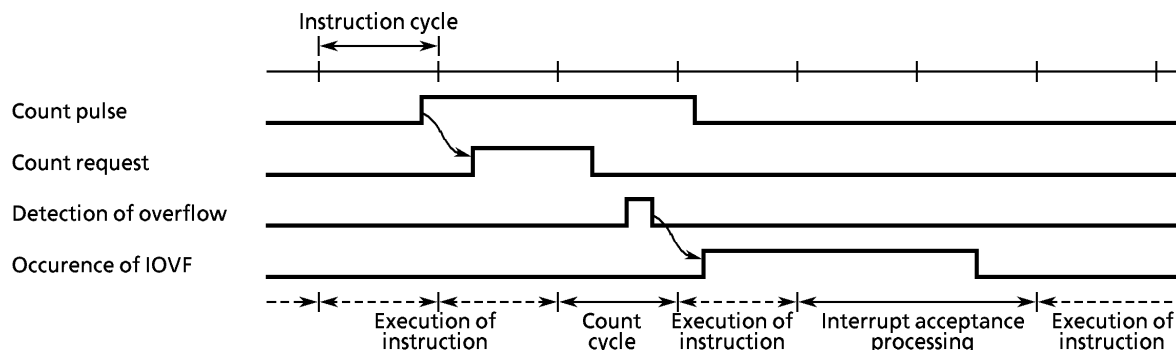 Instruction cycle
Count pulse
Count request
Detection of overflow
Occurence of IOVF
Execution of
instruction
Count
cycle
Execution of
instruction
Interrupt acceptance
processing
Execution of
instruction